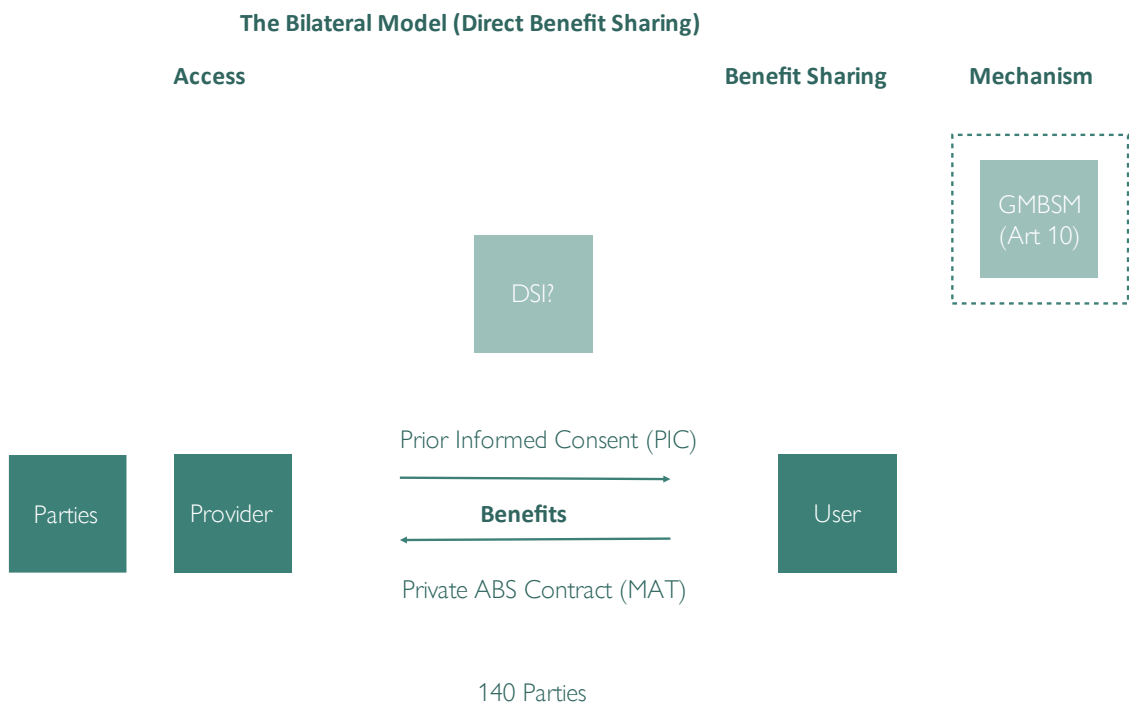 The Bilateral Model (Direct Benefit Sharing)
Access
Benefit Sharing
Mechanism
GMBSM
(Art 10)
DSI?
Prior Informed Consent (PIC)
Parties
Provider
Benefits
User
Private ABS Contract (MAT)
140 Parties